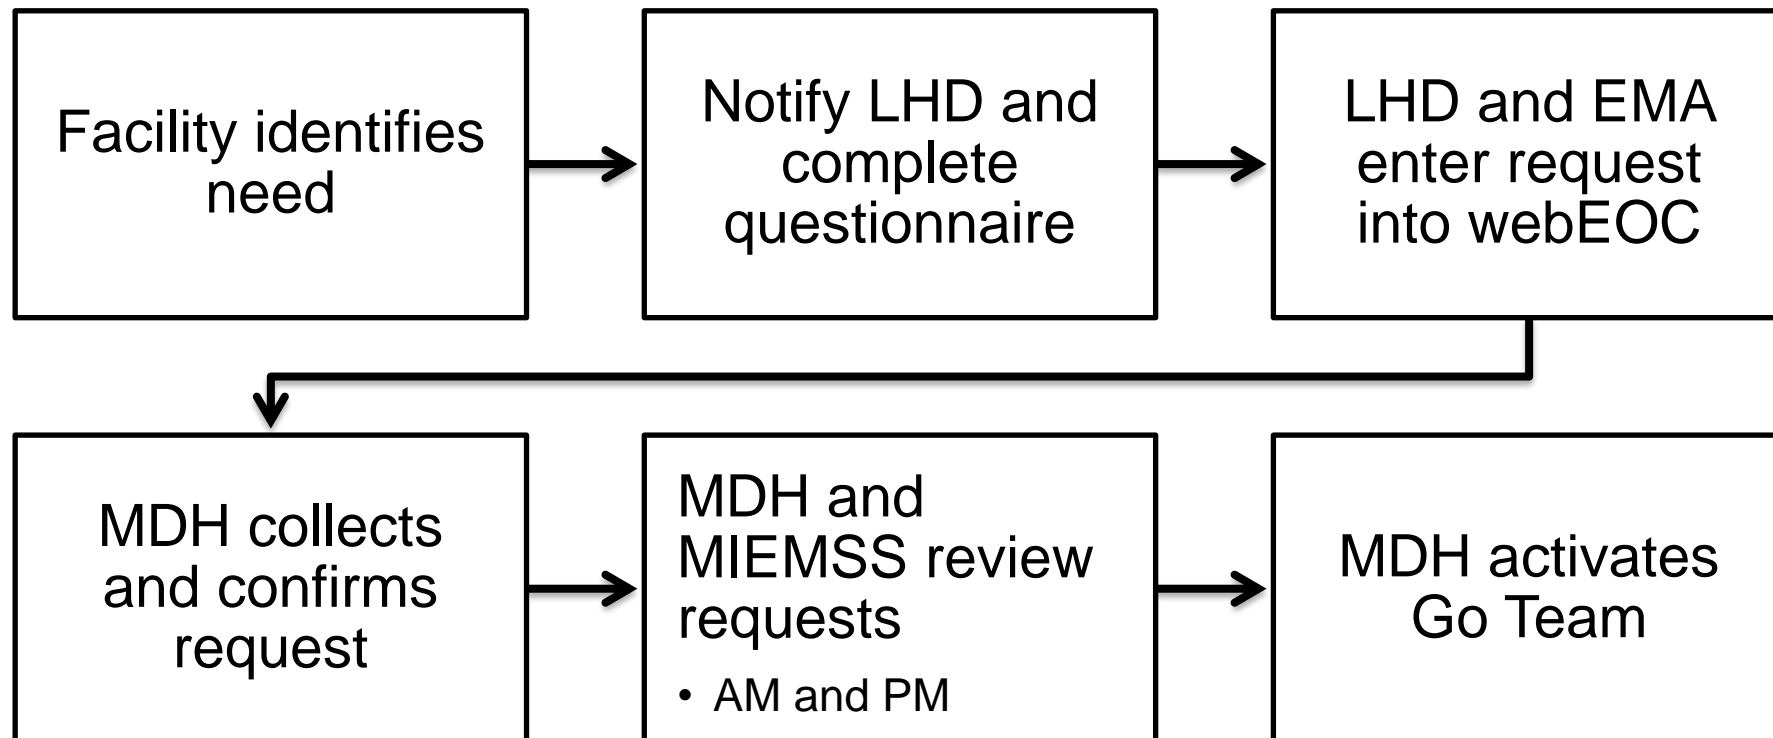 Facility identifies
need
Notify LHD and
complete
questionnaire
LHD and EMA
enter request
into webEOC
MDH collects
and confirms
request
MDH and
MIEMSS review
requests
• AM and PM
MDH activates
Go Team